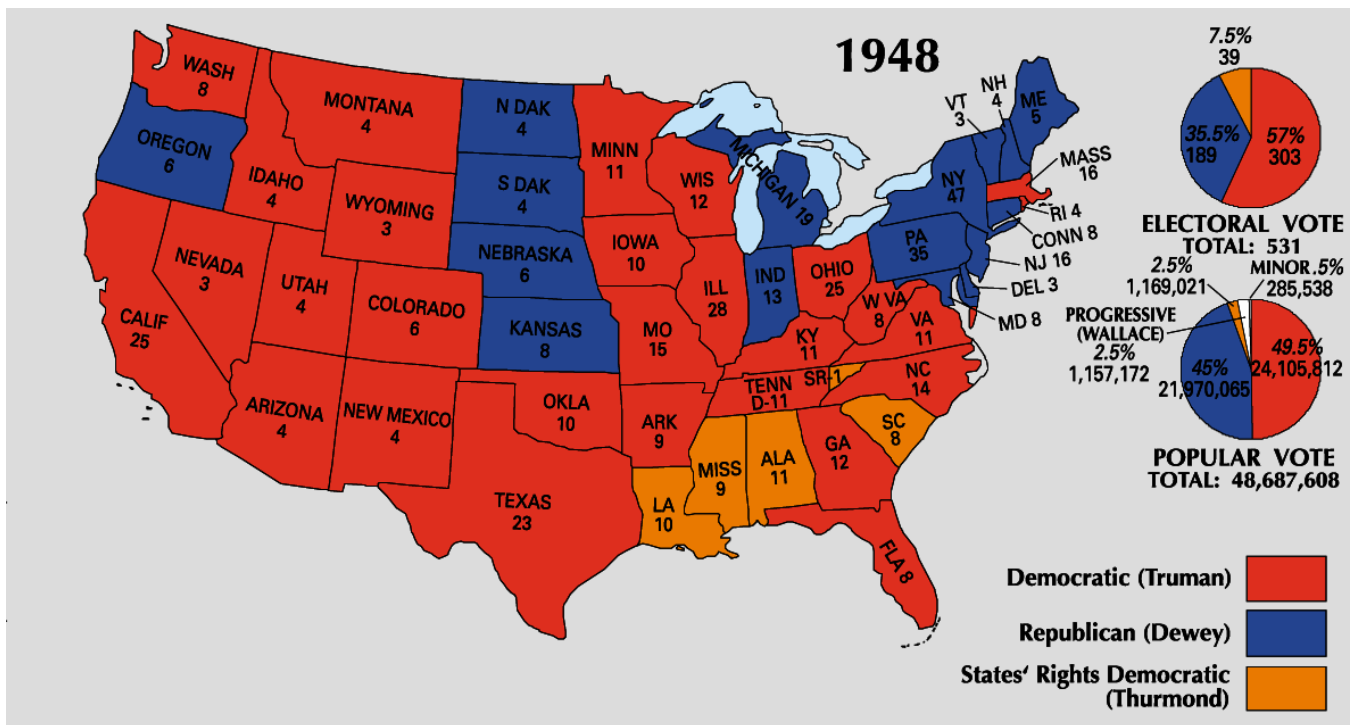 1948
WASH
8
MONTANA
4
N DAK
4
MINN
11
OREGON
6
IDAHO
4
WYOMING
3
S DAK
4
WIS
12
MICHIGAN 19
VT
3
NH
4
ME
5
MASS
16
NY
47
RI 4
CONN 8
NJ 16
PA
35
DEL 3
MD 8
NEVADA
3
UTAH
4
COLORADO
6
NEBRASKA
6
IOWA
10
ILL
28
IND
13
OHIO
25
W VA
8
VA
11
CALIF
25
KANSAS
8
MO
15
KY
11
TENN
D-11
SR-1
NC
14
ARIZONA
4
NEW MEXICO
4
OKLA
10
ARK
9
SC
8
TEXAS
23
LA
10
MISS
9
ALA
11
GA
12
FLA 8
7.5%
39
35.5%
189
57%
303
ELECTORAL VOTE
TOTAL: 531
2.5%
1,169,021
MINOR .5%
285,538
PROGRESSIVE
(WALLACE)
2.5%
1,157,172
45%
21,970,065
49.5%
24,105,812
POPULAR VOTE
TOTAL: 48,687,608
Democratic (Truman)
Republican (Dewey)
States‘ Rights Democratic
(Thurmond)